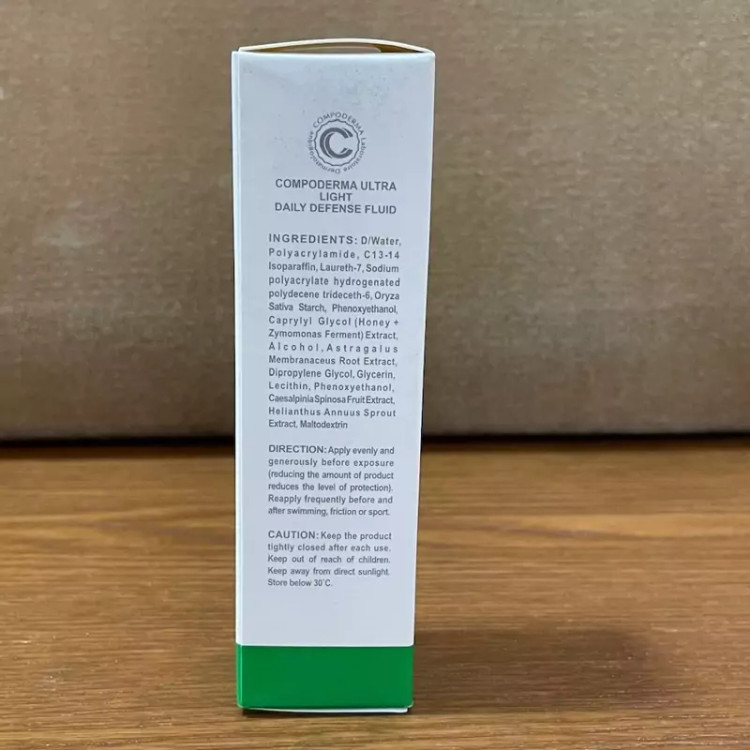 COMPODERMA Laboratoire Dermatologique
COMPODERMA ULTRA
LIGHT
DAILY DEFENSE FLUID
INGREDIENTS: D/Water,
Polyacrylamide, C13-14
Isoparaffin, Laureth-7, Sodium
polyacrylate hydrogenated
polydecene trideceth-6, Oryza
Sativa Starch, Phenoxyethanol,
Caprylyl Glycol (Honey +
Zymomonas Ferment) Extract,
Alcohol, Astragalus
Membranaceus Root Extract,
Dipropylene Glycol, Glycerin,
Lecithin, Phenoxyethanol,
Caesalpinia Spinosa Fruit Extract,
Helianthus Annuus Sprout
Extract, Maltodextrin
DIRECTION: Apply evenly and
generously before exposure
(reducing the amount of product
reduces the level of protection).
Reapply frequently before and
after swimming, friction or sport.
CAUTION: Keep the product
tightly closed after each use.
Keep out of reach of children.
Keep away from direct sunlight.
Store below 30°C.